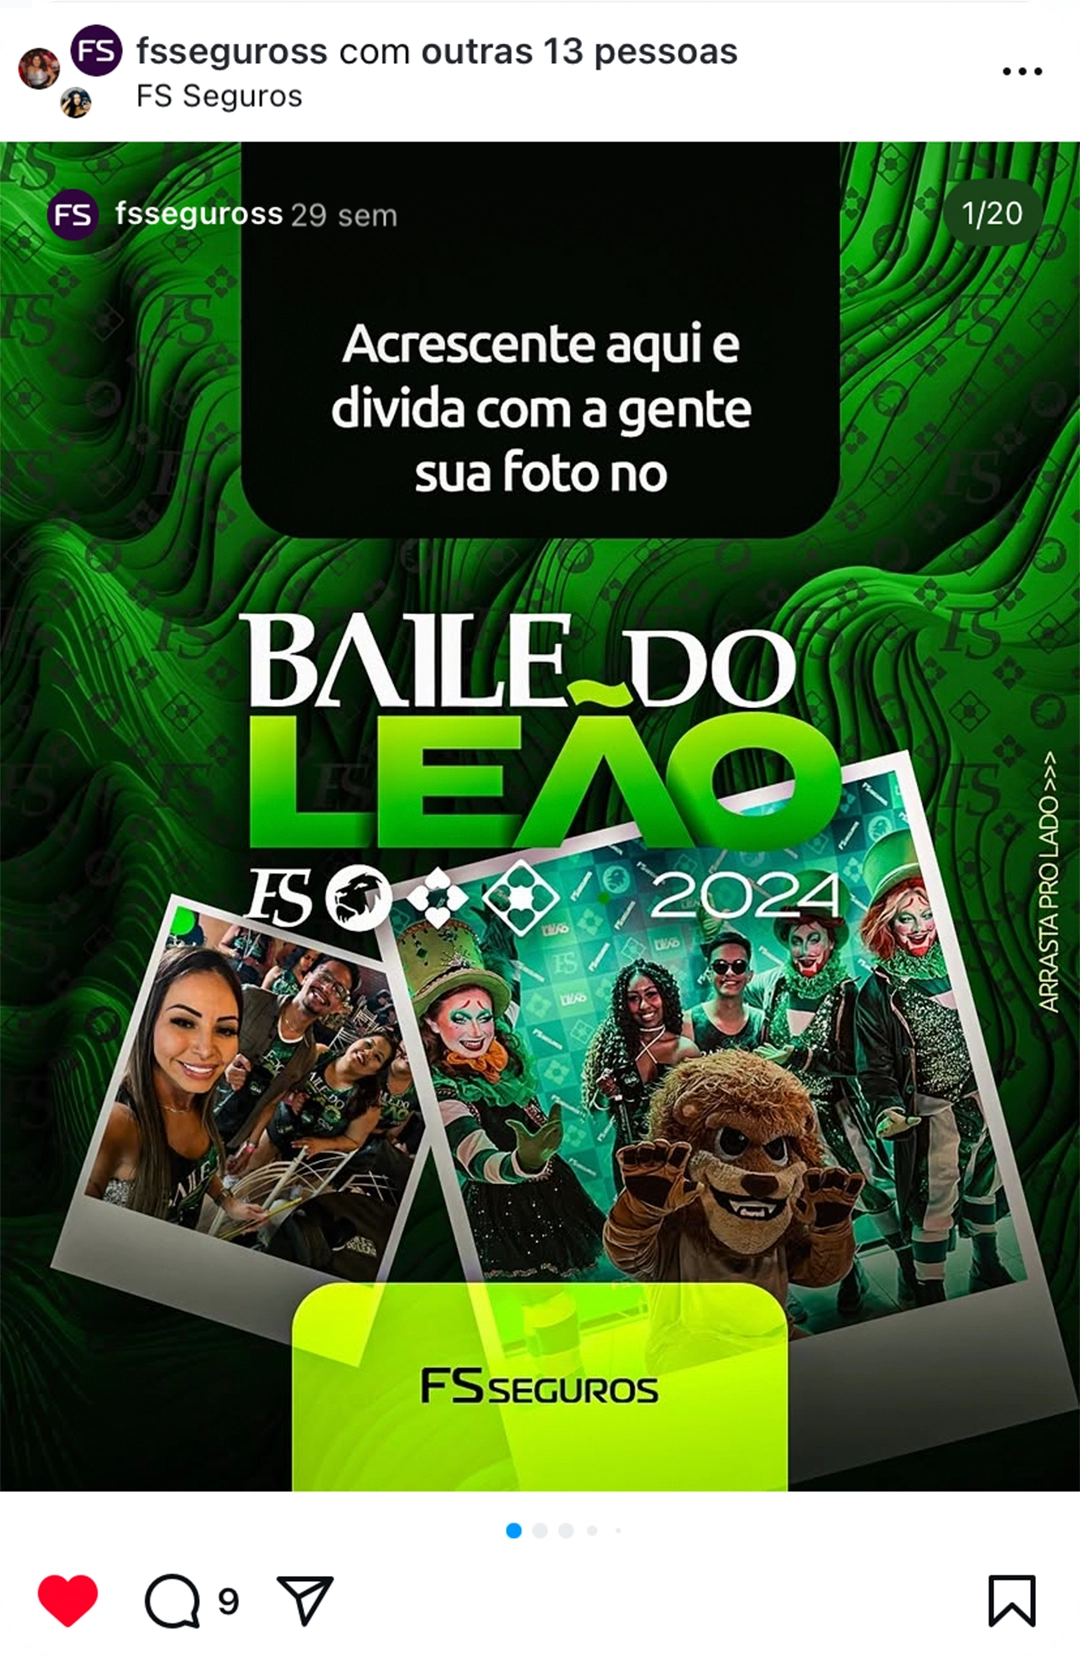 fsseguross com outras 13 pessoas
FS Seguros
FS
fsseguross 29 sem
1/20
Acrescente aqui e
divida com a gente
sua foto no
BAILE DO
LEÃO
FS 2024
ARRASTA PRO LADO >>>
FS SEGUROS
9